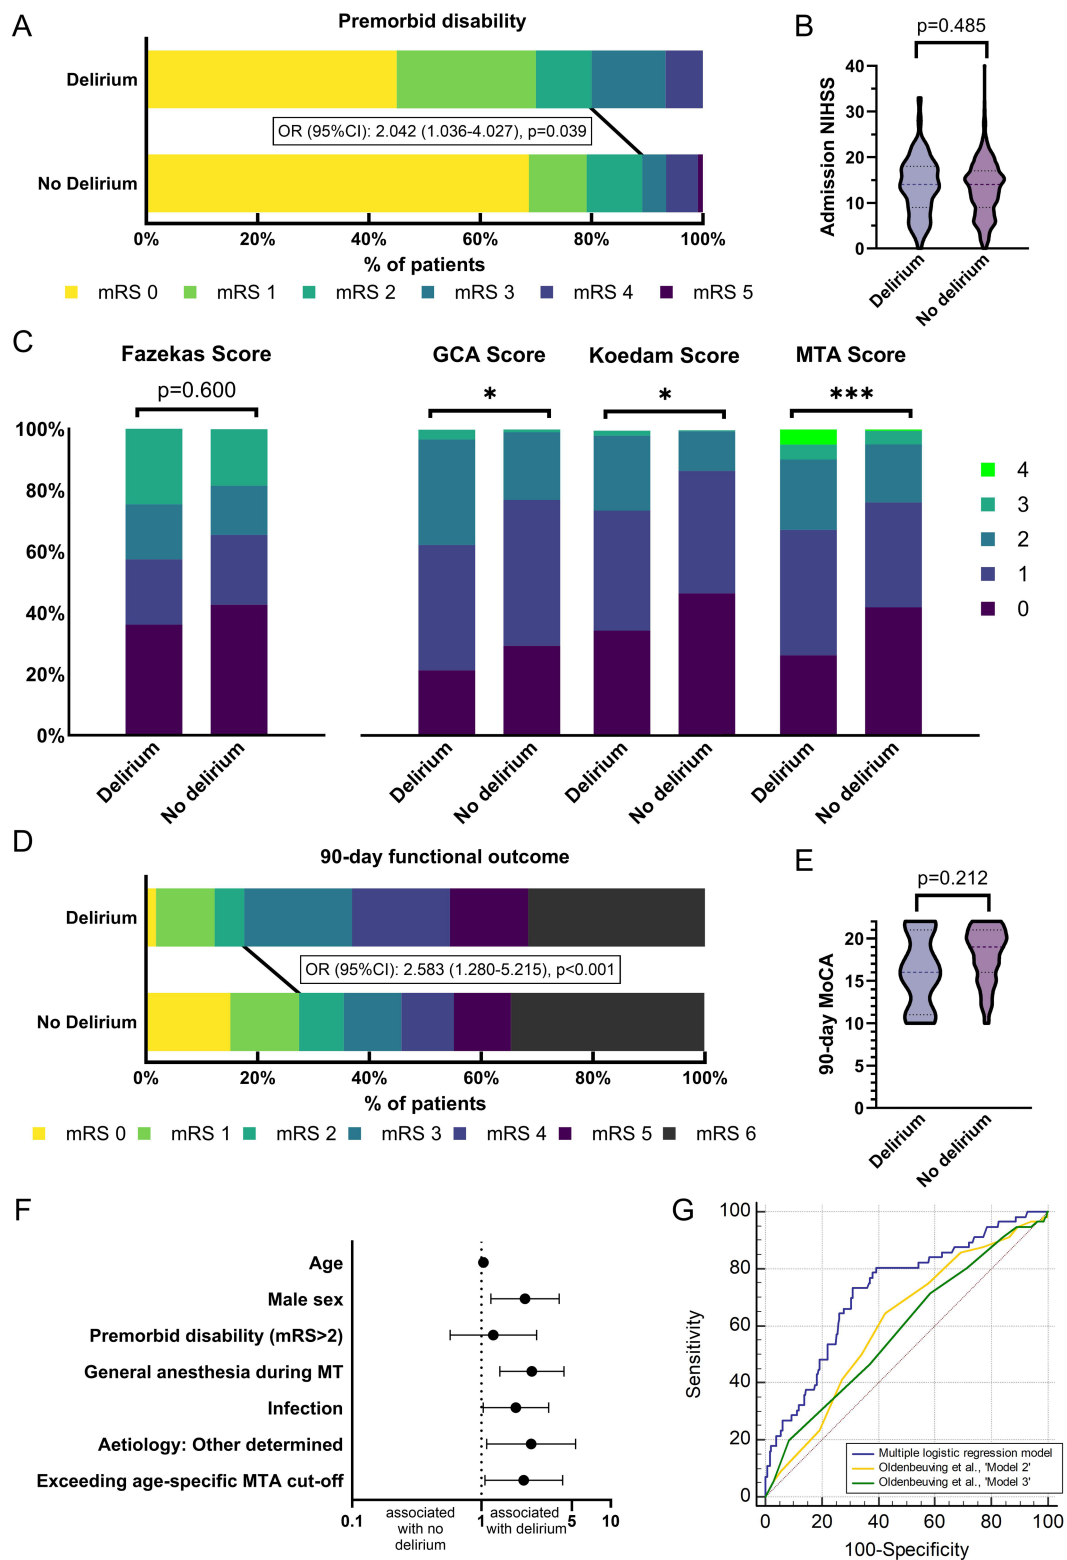 A
Premorbid disability
Delirium
OR (95%CI): 2.042 (1.036-4.027), p=0.039
No Delirium
0% 20% 40% 60% 80% 100%
% of patients
mRS 0 mRS 1 mRS 2 mRS 3 mRS 4 mRS 5
B
p=0.485
Admission NIHSS
40
30
20
10
0
Delirium No delirium
C
Fazekas Score GCA Score Koedam Score MTA Score
p=0.600 * * ***
100%
80%
60%
40%
20%
0%
4
3
2
1
0
Delirium No delirium Delirium No delirium Delirium No delirium Delirium No delirium
D
90-day functional outcome
Delirium
OR (95%CI): 2.583 (1.280-5.215), p<0.001
No Delirium
0% 20% 40% 60% 80% 100%
% of patients
mRS 0 mRS 1 mRS 2 mRS 3 mRS 4 mRS 5 mRS 6
E
p=0.212
90-day MoCA
20
15
10
5
0
Delirium No delirium
F
Age
Male sex
Premorbid disability (mRS>2)
General anesthesia during MT
Infection
Aetiology: Other determined
Exceeding age-specific MTA cut-off
0.1 1 5 10
associated
with no
delirium
associated
with delirium
G
Sensitivity
100
80
60
40
20
0
Multiple logistic regression model
Oldenbeuving et al., 'Model 2'
Oldenbeuving et al., 'Model 3'
0 20 40 60 80 100
100-Specificity